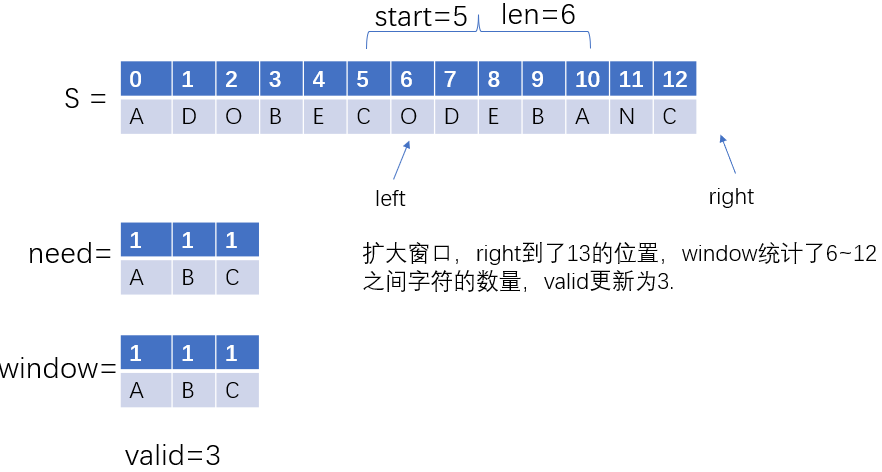 start=5 len=6
S =
0 1 2 3 4 5 6 7 8 9 10 11 12
A D O B E C O D E B A N C
left
right
need=
1 1 1
A B C
扩大窗口，right到了13的位置，window统计了6~12
之间字符的数量，valid更新为3.
window=
1 1 1
A B C
valid=3